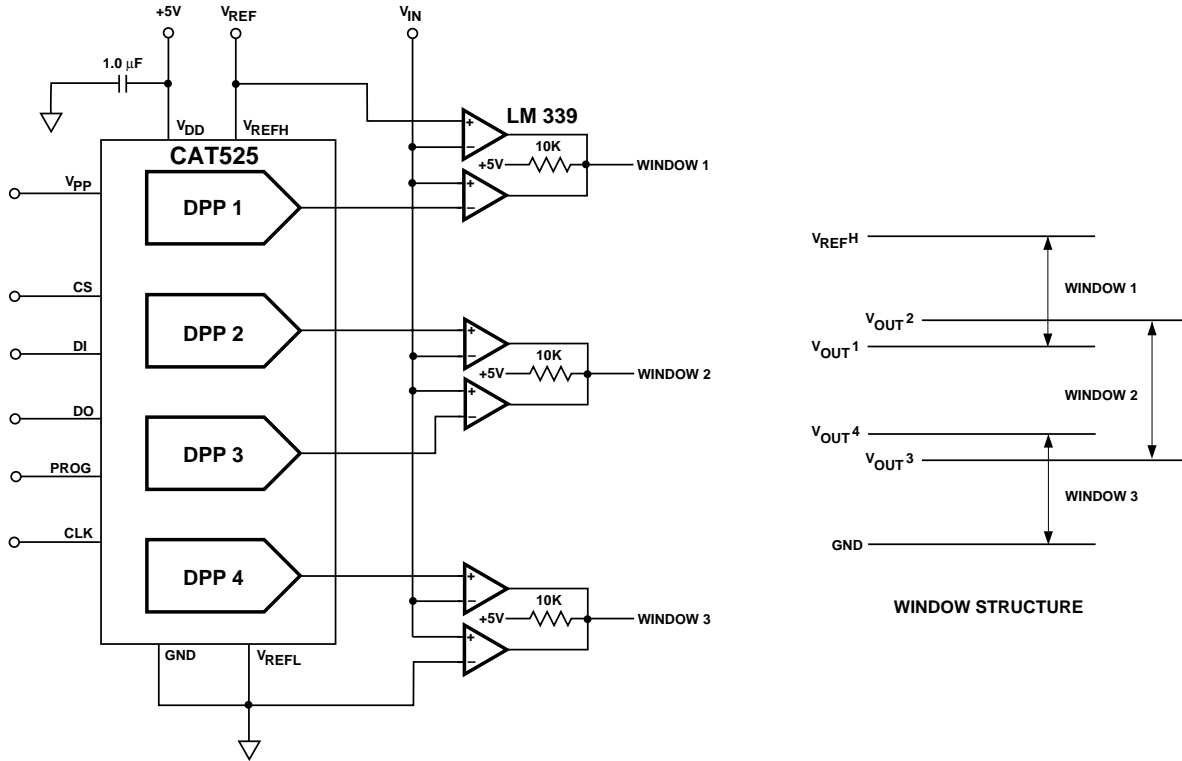 +5V
VREF
VIN
1.0 μF
VDD
VREFH
LM 339
CAT525
+
–
10K
+5V
WINDOW 1
+
–
VPP
DPP 1
CS
DPP 2
+
–
DI
10K
+5V
WINDOW 2
+
–
DO
DPP 3
PROG
CLK
DPP 4
+
–
10K
+5V
WINDOW 3
+
–
GND
VREFL
VREFH
WINDOW 1
VOUT2
VOUT1
WINDOW 2
VOUT4
VOUT3
WINDOW 3
GND
WINDOW STRUCTURE